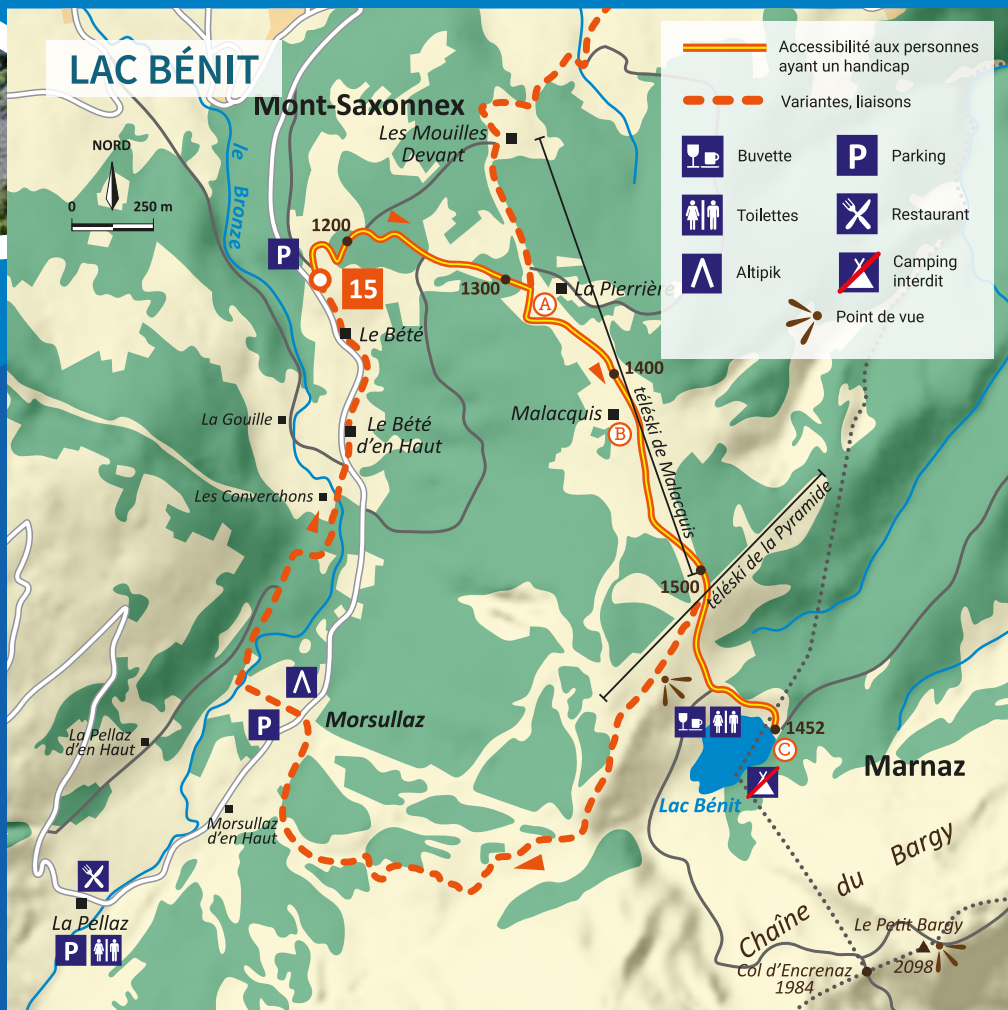 LAC BÉNIT
Accessibilité aux personnes
ayant un handicap
Variantes, liaisons
Buvette
P
Parking
Toilettes
Restaurant
Altipik
Camping
interdit
Point de vue
Mont-Saxonnex
Les Mouilles
Devant
NORD
0 250 m
le Bronze
1200
P
15
1300
La Pierrière
A
Le Bété
1400
téléski de Malacquis
La Gouille
Malacquis
B
Le Bété
d'en Haut
Les Converchons
téléski de la Pyramide
1500
Morsullaz
P
La Pellaz
d'en Haut
1452
C
Marnaz
Lac Bénit
Morsullaz
d'en Haut
Chaîne du Bargy
La Pellaz
P
Le Petit Bargy
2098
Col d'Encrenaz
1984